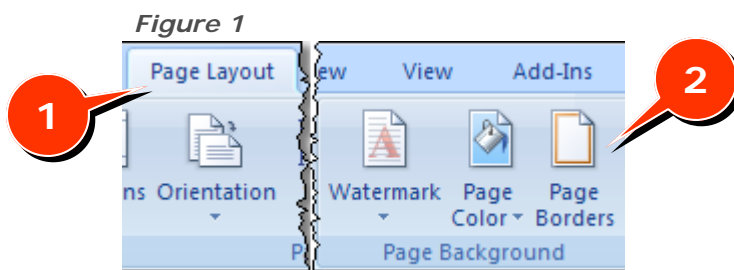 Figure 1
Page Layout ew View Add-Ins
1 2
ns Orientation Watermark Page Color Page Borders
P Page Background